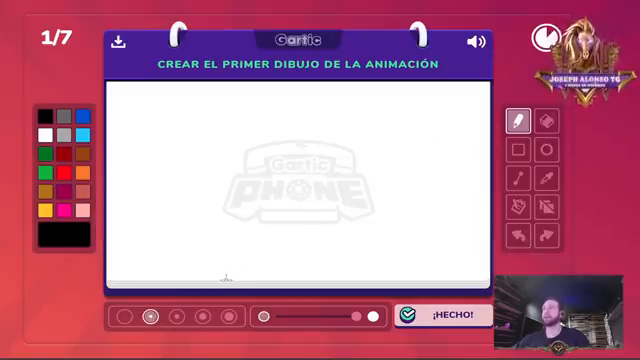 1/7
Gartic
CREAR EL PRIMER DIBUJO DE LA ANIMACIÓN
JOSEPH ALONSO TG
Gartic
PHONE
¡HECHO!